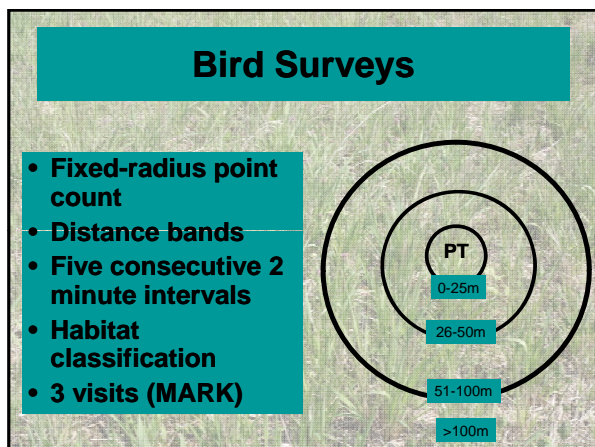 Bird Surveys
• Fixed-radius point
count
• Distance bands
• Five consecutive 2
minute intervals
• Habitat
classification
• 3 visits (MARK)
PT
0-25m
26-50m
51-100m
>100m